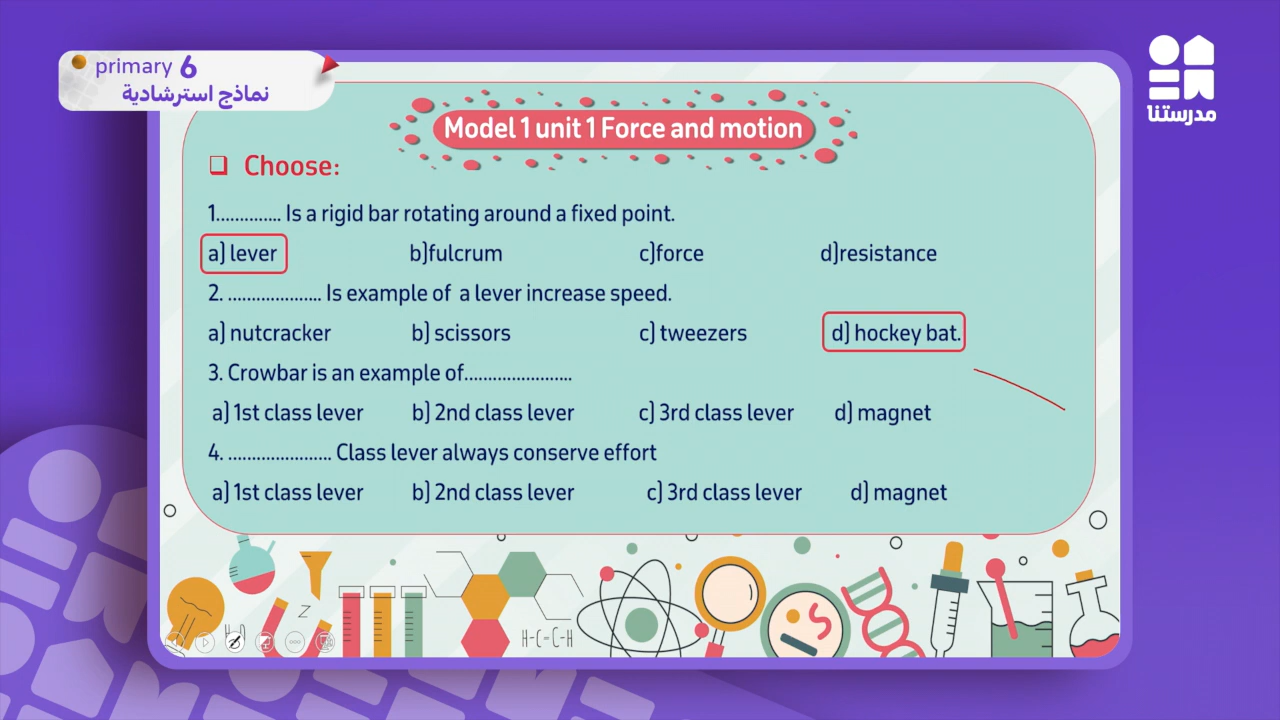 primary 6
نماذج استرشادية
مدرستنا
Model 1 unit 1 Force and motion
❑ Choose:
1.............. Is a rigid bar rotating around a fixed point.
a) lever b)fulcrum c)force d)resistance
2. .................... Is example of a lever increase speed.
a) nutcracker b) scissors c) tweezers d) hockey bat.
3. Crowbar is an example of.......................
a) 1st class lever b) 2nd class lever c) 3rd class lever d) magnet
4. ...................... Class lever always conserve effort
a) 1st class lever b) 2nd class lever c) 3rd class lever d) magnet
Z
H-C=C-H